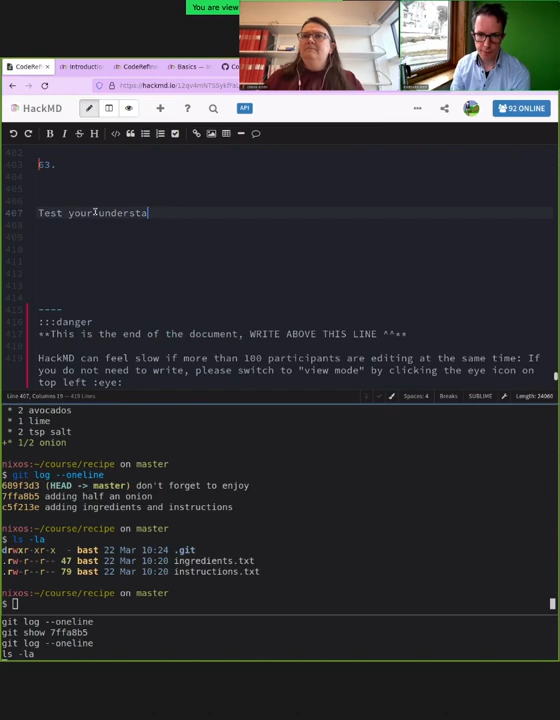 You are view
CodeRefi
Introductio
CodeRefin
Basics —
Co
https://hackmd.io/
HackMD
API
92 ONLINE
402
403 63.
404
405
406
407 Test your understa
408
409
410
411
412
413
414
415 ----
416 :::danger
417 **This is the end of the document, WRITE ABOVE THIS LINE ^^**
418
419 HackMD can feel slow if more than 100 participants are editing at the same time: If
you do not need to write, please switch to "view mode" by clicking the eye icon on
top left :eye:
Line 407, Columns 19 — 419 Lines
Spaces: 4 Breaks SUBLIME Length: 24060
* 2 avocados
* 1 lime
* 2 tsp salt
+* 1/2 onion
nixos:~/course/recipe on master
$ git log --oneline
689f3d3 (HEAD -> master) don't forget to enjoy
7ffa8b5 adding half an onion
c5f213e adding ingredients and instructions
nixos:~/course/recipe on master
$ ls -la
drwxr-xr-x - bast 22 Mar 10:24 .git
.rw-r--r-- 47 bast 22 Mar 10:20 ingredients.txt
.rw-r--r-- 79 bast 22 Mar 10:20 instructions.txt
nixos:~/course/recipe on master
$
git log --oneline
git show 7ffa8b5
git log --oneline
ls -la